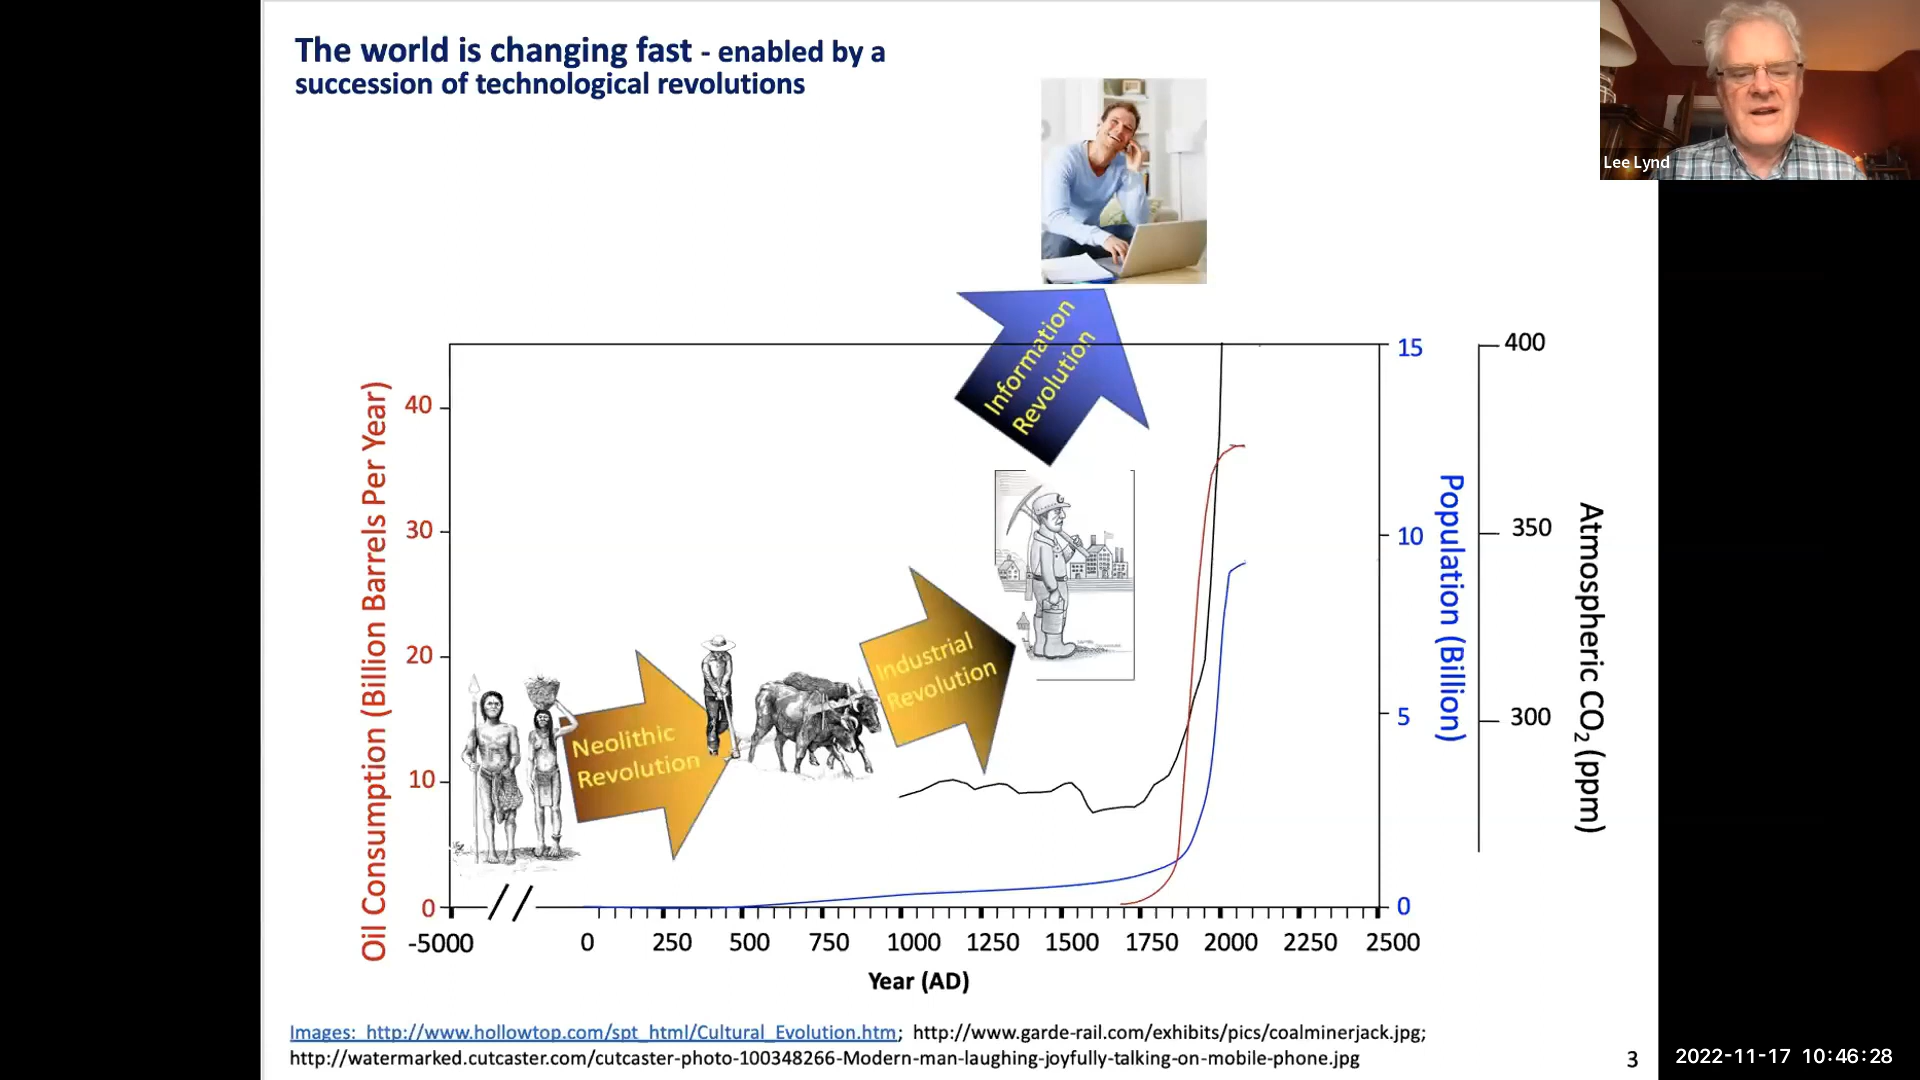 The world is changing fast - enabled by a
succession of technological revolutions
Lee Lynd
Information
Revolution
Industrial
Revolution
Neolithic
Revolution
Oil Consumption (Billion Barrels Per Year)
40
30
20
10
0
15
10
5
0
Population (Billion)
400
350
300
Atmospheric CO₂ (ppm)
-5000 0 250 500 750 1000 1250 1500 1750 2000 2250 2500
Year (AD)
Images: http://www.hollowtop.com/spt_html/Cultural_Evolution.htm; http://www.garde-rail.com/exhibits/pics/coalminerjack.jpg;
http://watermarked.cutcaster.com/cutcaster-photo-100348266-Modern-man-laughing-joyfully-talking-on-mobile-phone.jpg
3
2022-11-17 10:46:28